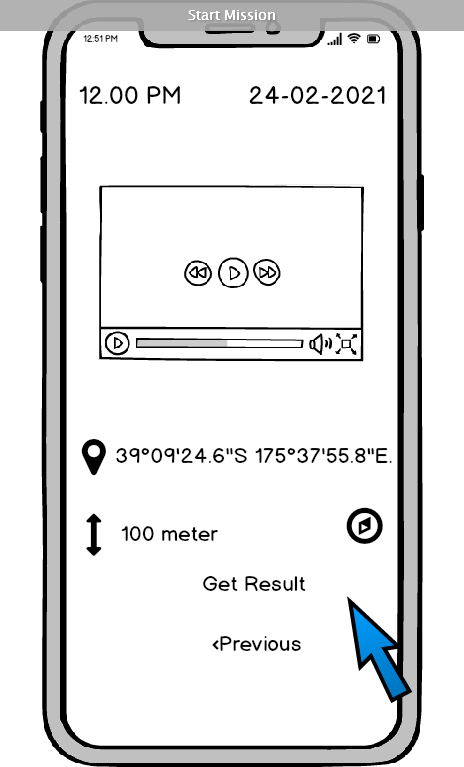 Start Mission
12:51 PM
12.00 PM 24-02-2021
39°09'24.6"S 175°37'55.8"E.
100 meter
Get Result
<Previous